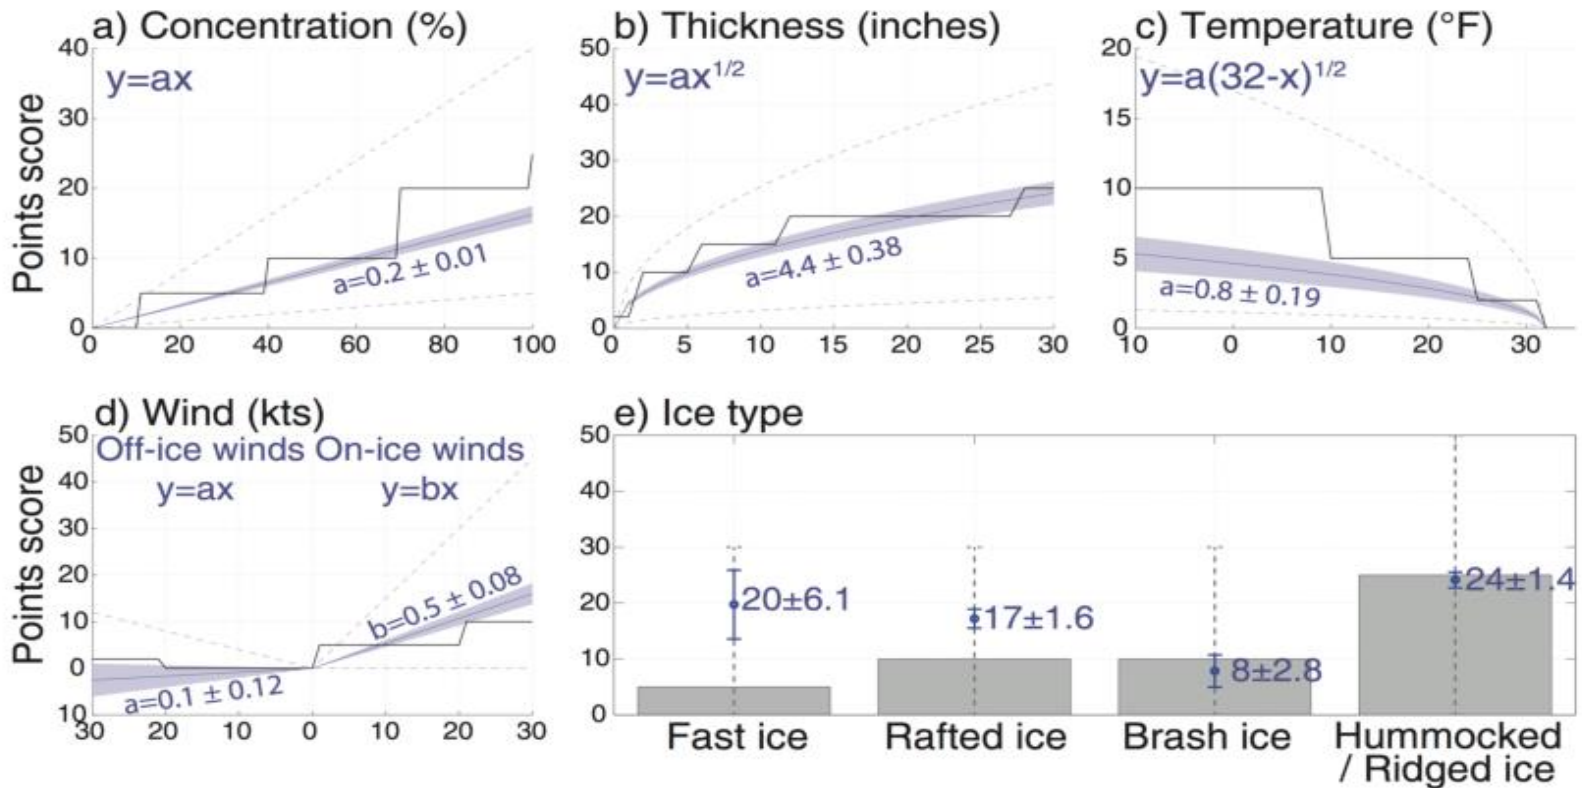 a) Concentration (%)
b) Thickness (inches)
c) Temperature (°F)
Points score
y=ax
40
30
20
10
0
a=0.2 ± 0.01
0 20 40 60 80 100
y=ax1/2
50
40
30
20
10
0
a=4.4 ± 0.38
0 5 10 15 20 25 30
y=a(32-x)1/2
20
15
10
5
0
a=0.8 ± 0.19
10 0 10 20 30
d) Wind (kts)
e) Ice type
Points score
Off-ice winds On-ice winds
y=ax y=bx
50
40
30
20
10
0
10
b=0.5 ± 0.08
a=0.1 ± 0.12
30 20 10 0 10 20 30
50
40
30
20
10
0
20±6.1
17±1.6
8±2.8
24±1.4
Fast ice
Rafted ice
Brash ice
Hummocked
/ Ridged ice